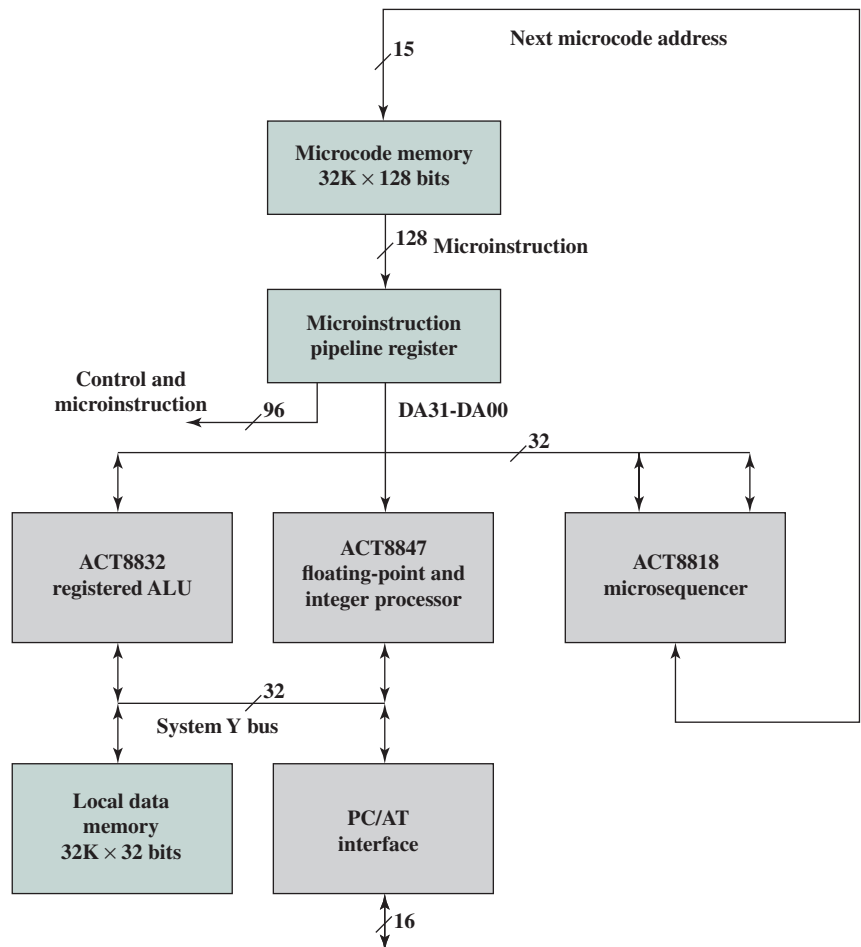 Next microcode address
15
Microcode memory
32K × 128 bits
128
Microinstruction
Microinstruction
pipeline register
Control and
microinstruction
96
DA31-DA00
32
ACT8832
registered ALU
ACT8847
floating-point and
integer processor
ACT8818
microsequencer
32
System Y bus
Local data
memory
32K × 32 bits
PC/AT
interface
16